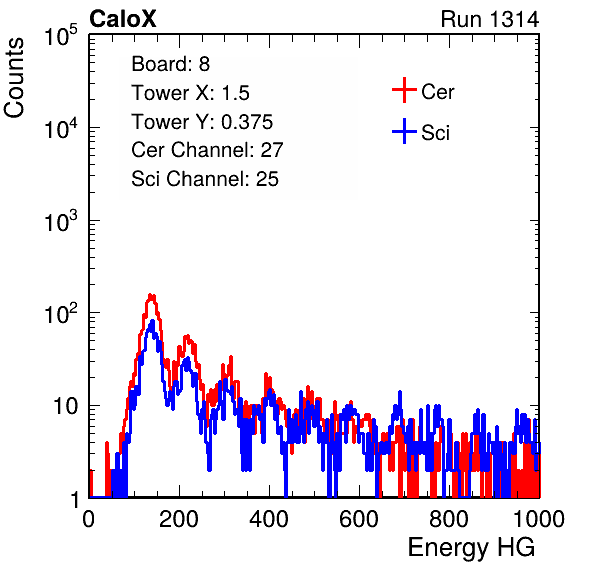 CaloX Run 1314
10^5
10^4
10^3
10^2
10
1
Counts
Board: 8
Tower X: 1.5
Tower Y: 0.375
Cer Channel: 27
Sci Channel: 25
Cer
Sci
0 200 400 600 800 1000
Energy HG